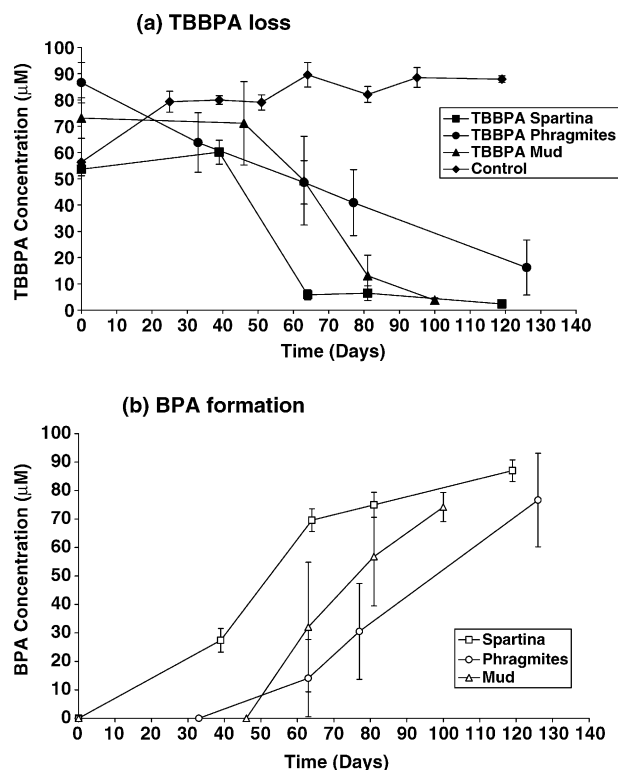 (a) TBBPA loss
TBBPA Concentration (μM)
100
90
80
70
60
50
40
30
20
10
0
TBBPA Spartina
TBBPA Phragmites
TBBPA Mud
Control
0 10 20 30 40 50 60 70 80 90 100 110 120 130 140
Time (Days)
(b) BPA formation
BPA Concentration (μM)
100
90
80
70
60
50
40
30
20
10
0
Spartina
Phragmites
Mud
0 10 20 30 40 50 60 70 80 90 100 110 120 130 140
Time (Days)